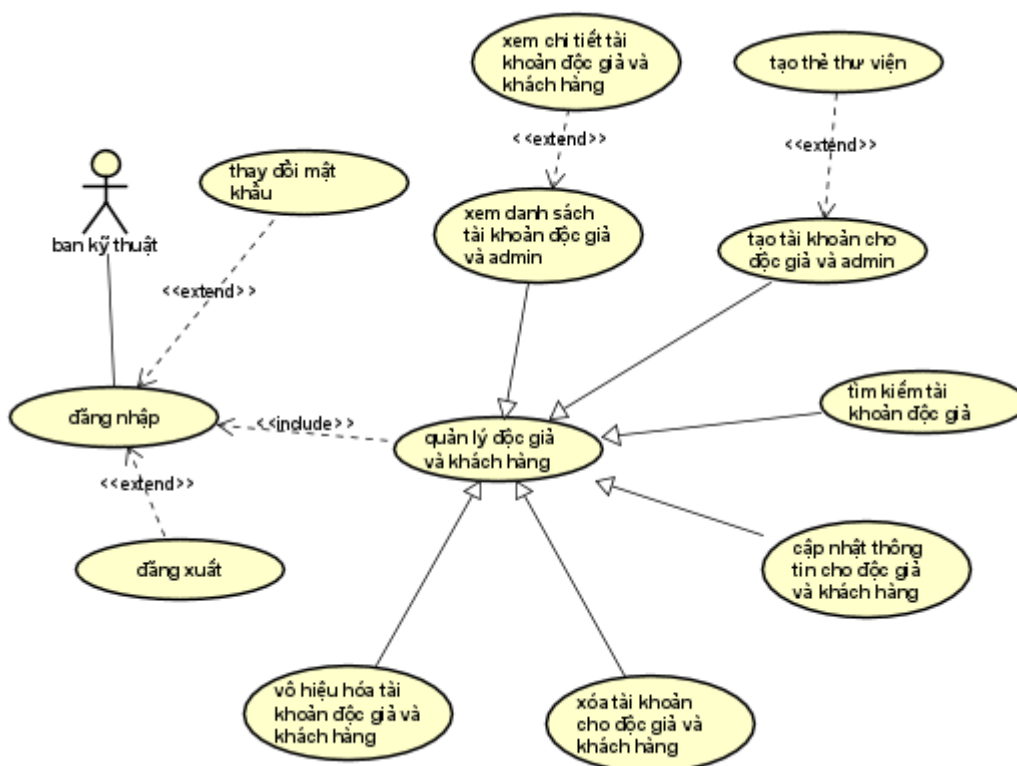 xem chi tiết tài
khoản độc giả và
khách hàng
tạo thẻ thư viện
<<extend>>
<<extend>>
thay đổi mật
khẩu
ban kỹ thuật
xem danh sách
tài khoản độc giả
và admin
tạo tài khoản cho
độc giả và admin
<<extend>>
đăng nhập
<<include>>
quản lý độc giả
và khách hàng
tìm kiếm tài
khoản độc giả
<<extend>>
đăng xuất
cập nhật thông
tin cho độc giả
và khách hàng
vô hiệu hóa tài
khoản độc giả và
khách hàng
xóa tài khoản
cho độc giả và
khách hàng